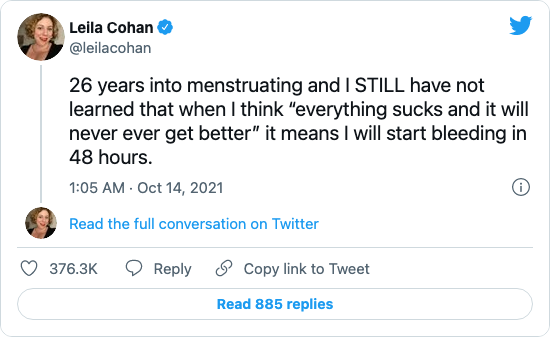 Leila Cohan
@leilacohan
26 years into menstruating and I STILL have not
learned that when I think “everything sucks and it will
never ever get better” it means I will start bleeding in
48 hours.
1:05 AM · Oct 14, 2021
Read the full conversation on Twitter
376.3K Reply Copy link to Tweet
Read 885 replies